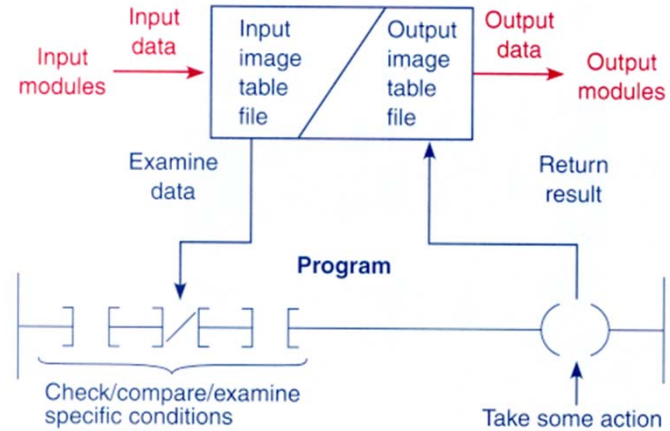 Input
modules
Input
data
Input
image
table
file
Output
image
table
file
Output
data
Output
modules
Examine
data
Return
result
Program
Check/compare/examine
specific conditions
Take some action